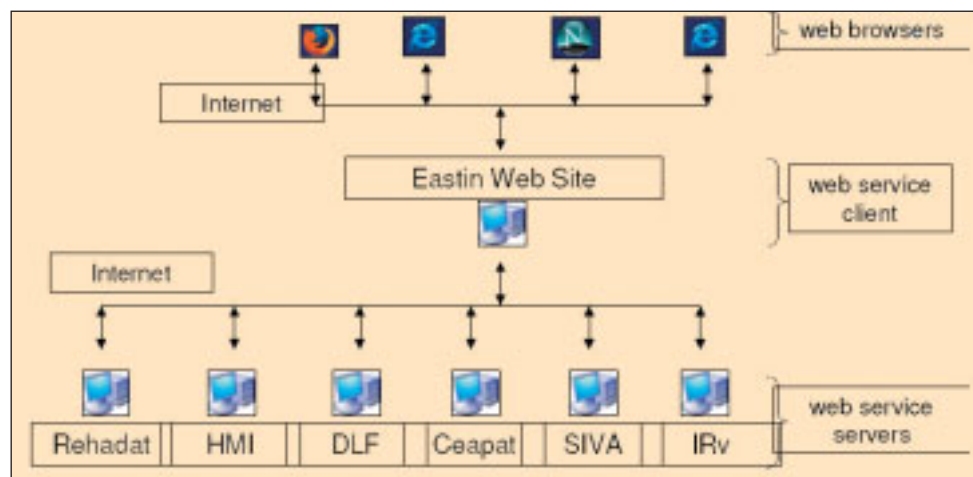 web browsers
Internet
Eastin Web Site
web service
client
Internet
web service
servers
Rehadat HMI DLF Ceapat SIVA IRv